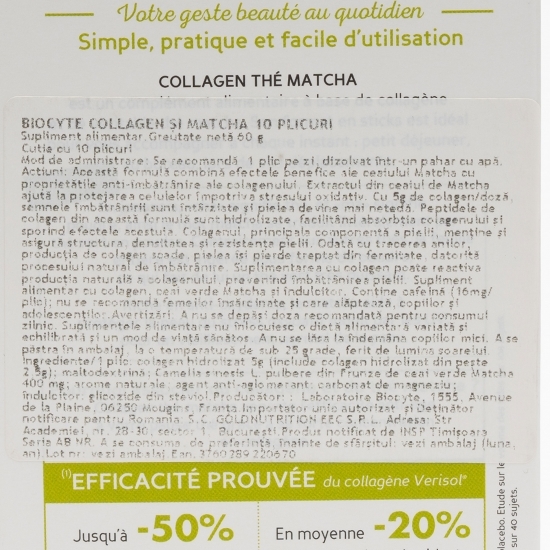 Votre geste beauté au quotidien
Simple, pratique et facile d'utilisation
COLLAGEN THÉ MATCHA
BIOCYTE COLLAGEN ȘI MATCHA 10 PLICURI
Supliment alimentar Greutate netă 60 g
Cutie cu 10 plicuri
Mod de administrare: Se recomandă 1 plic pe zi, dizolvat într-un pahar cu apă.
Acțiuni: Această formulă combină efectele benefice ale ceaiului Matcha cu
proprietățile anti-îmbătrânire ale colagenului. Extractul din ceaiul de Matcha
ajută la protejarea celulelor împotriva stresului oxidativ. Cu 5g de colagen/doză,
semnele îmbătrânirii sunt întârziate și pielea devine mai netedă. Peptidele de
colagen din această formulă sunt hidrolizate, facilitând absorbția colagenului și
sporind efectele acestuia. Colagenul, principala componentă a pielii, menține și
asigură structura, densitatea și rezistența pielii. Odată cu trecerea anilor,
producția de colagen scade, pielea își pierde treptat din fermitate, datorită
procesului natural de îmbătrânire. Suplimentarea cu colagen poate reactiva
producția naturală a colagenului, prevenind îmbătrânirea pielii. Supliment
alimentar cu colagen, ceai verde Matcha și îndulcitor. Conține cafeină (16mg/
plic); nu se recomandă femeilor însărcinate și care alăptează, copiilor și
adolescenților.Avertizări: A nu se depăși doza recomandată pentru consumul
zilnic. Suplimentele alimentare nu înlocuiesc o dietă alimentară variată și
echilibrată și un mod de viață sănătos. A nu se lăsa la îndemâna copiilor mici. A se
păstra în ambalaj, la o temperatură de sub 25 grade, ferit de lumina soarelui.
Ingrediente/1 plic: colagen hidrolizat 5g (include colagen hidrolizat din pește
2.5g); maltodextrină; Camelia sinesis L. pulbere din frunze de ceai verde Matcha
400 mg; arome naturale; agent anti-aglomerant: carbonat de magneziu;
îndulcitor: glicozide din steviol.Producător: : Laboratoire Biocyte, 1555, Avenue
de la Plaine, 06250 Mougins, Franța.Importator unic autorizat și Deținător
notificare pentru Romania: S.C. GOLDNUTRITION EEC S.R.L. Adresa: Str.
Academiei, nr. 28-30, sector 1, București.Produs notificat de INSP Timișoara
Seria AB NR. A se consuma, de preferință, înainte de sfârșitul: vezi ambalaj (luna,
an).Lot nr: vezi ambalaj.Ean. 3760289220670
(1)EFFICACITÉ PROUVÉE du collagène Verisol®
Jusqu'à -50% En moyenne -20%
placebo. Etude sur le
sur 40 sujets.